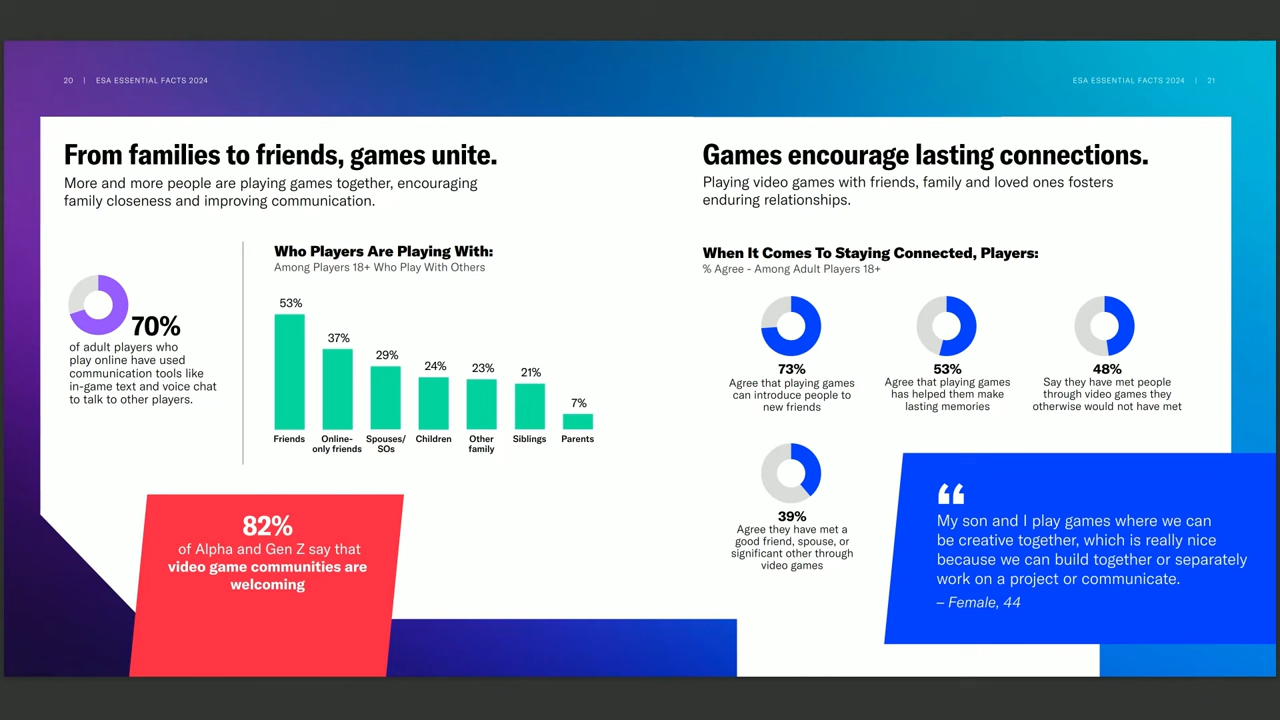 20 | ESA ESSENTIAL FACTS 2024
From families to friends, games unite.
More and more people are playing games together, encouraging
family closeness and improving communication.
70%
of adult players who
play online have used
communication tools like
in-game text and voice chat
to talk to other players.
Who Players Are Playing With:
Among Players 18+ Who Play With Others
53%
37%
29%
24%
23%
21%
7%
Friends
Online-
only friends
Spouses/
SOs
Children
Other
family
Siblings
Parents
82%
of Alpha and Gen Z say that
video game communities are
welcoming
ESA ESSENTIAL FACTS 2024 | 21
Games encourage lasting connections.
Playing video games with friends, family and loved ones fosters
enduring relationships.
When It Comes To Staying Connected, Players:
% Agree - Among Adult Players 18+
73%
Agree that playing games
can introduce people to
new friends
53%
Agree that playing games
has helped them make
lasting memories
48%
Say they have met people
through video games they
otherwise would not have met
39%
Agree they have met a
good friend, spouse, or
significant other through
video games
“
My son and I play games where we can
be creative together, which is really nice
because we can build together or separately
work on a project or communicate.
– Female, 44